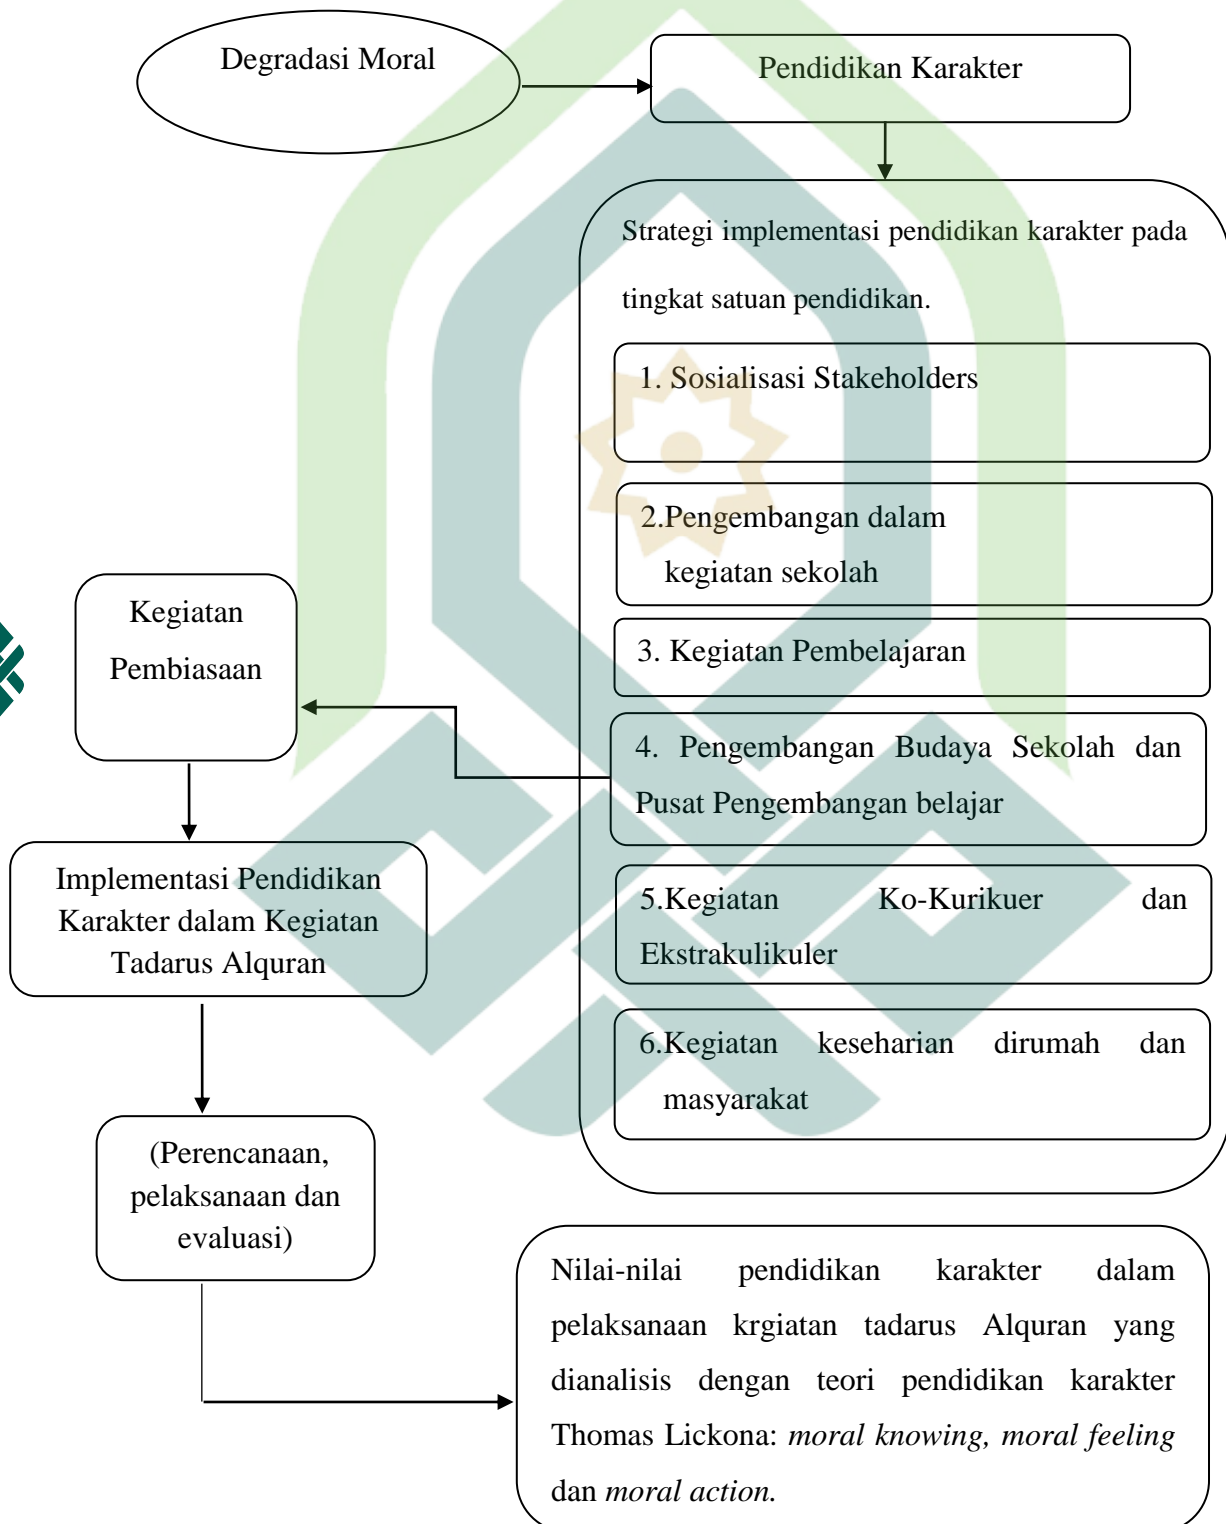 Degradasi Moral
Pendidikan Karakter
Strategi implementasi pendidikan karakter pada
tingkat satuan pendidikan.
1. Sosialisasi Stakeholders
2.Pengembangan dalam
kegiatan sekolah
3. Kegiatan Pembelajaran
4. Pengembangan Budaya Sekolah dan
Pusat Pengembangan belajar
5.Kegiatan Ko-Kurikuer dan
Ekstrakulikuler
6.Kegiatan keseharian dirumah dan
masyarakat
Kegiatan
Pembiasaan
Implementasi Pendidikan
Karakter dalam Kegiatan
Tadarus Alquran
(Perencanaan,
pelaksanaan dan
evaluasi)
Nilai-nilai pendidikan karakter dalam
pelaksanaan krgiatan tadarus Alquran yang
dianalisis dengan teori pendidikan karakter
Thomas Lickona: moral knowing, moral feeling
dan moral action.